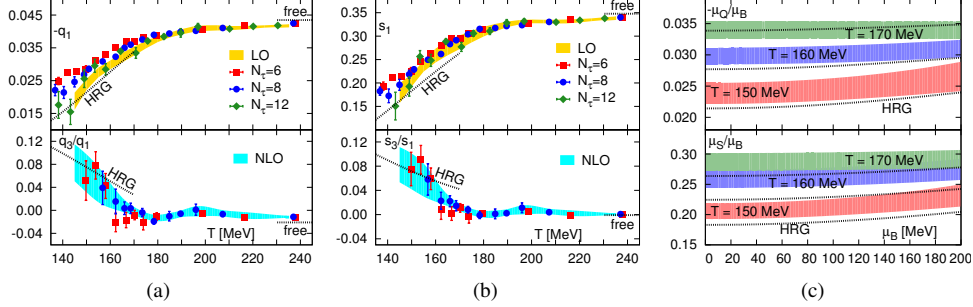 0.045
0.035
0.025
0.015
-q₁
free
LO
Nτ=6
Nτ=8
Nτ=12
HRG
0.12
0.08
0.04
0.00
-0.04
q₃/q₁
HRG
NLO
T [MeV]
free
140 160 180 200 220 240
(a)
0.35
0.30
0.25
0.20
0.15
s₁
free
LO
Nτ=6
Nτ=8
Nτ=12
HRG
0.12
0.08
0.04
0.00
-0.04
s₃/s₁
HRG
NLO
T [MeV]
free
140 160 180 200 220 240
(b)
0.035
0.030
0.025
0.020
-μQ/μB
T = 170 MeV
T = 160 MeV
T = 150 MeV
HRG
0.30
0.25
0.20
0.15
μS/μB
T = 170 MeV
T = 160 MeV
T = 150 MeV
HRG
μB [MeV]
0 20 40 60 80 100 120 140 160 180 200
(c)